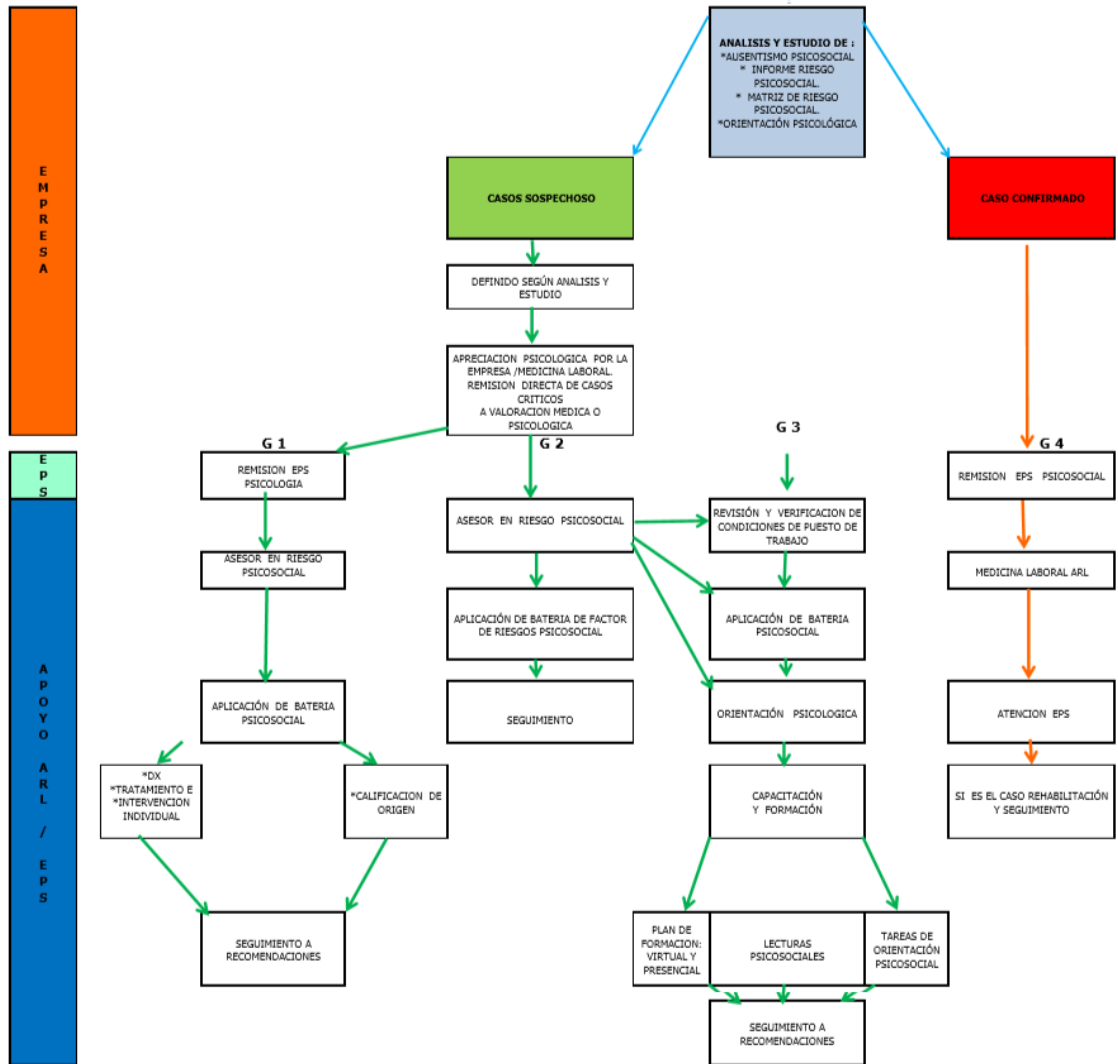 ANALISIS Y ESTUDIO DE :
*AUSENTISMO PSICOSOCIAL
* INFORME RIESGO
PSICOSOCIAL.
* MATRIZ DE RIESGO
PSICOSOCIAL.
*ORIENTACIÓN PSICOLÓGICA
E
M
P
R
E
S
A
CASOS SOSPECHOSO
CASO CONFIRMADO
DEFINIDO SEGÚN ANALISIS Y
ESTUDIO
APRECIACION PSICOLOGICA POR LA
EMPRESA /MEDICINA LABORAL.
REMISION DIRECTA DE CASOS
CRITICOS
A VALORACION MEDICA O
PSICOLOGICA
G 1
G 2
G 3
G 4
E
P
S
REMISION EPS
PSICOLOGIA
REMISION EPS PSICOSOCIAL
A
P
O
Y
O
A
R
L
/
E
P
S
ASESOR EN RIESGO PSICOSOCIAL
REVISIÓN Y VERIFICACION DE
CONDICIONES DE PUESTO DE
TRABAJO
ASESOR EN RIESGO
PSICOSOCIAL
MEDICINA LABORAL ARL
APLICACIÓN DE BATERIA DE FACTOR
DE RIESGOS PSICOSOCIAL
APLICACIÓN DE BATERIA
PSICOSOCIAL
APLICACIÓN DE BATERIA
PSICOSOCIAL
SEGUIMIENTO
ORIENTACIÓN PSICOLOGICA
ATENCION EPS
*DX
*TRATAMIENTO E
*INTERVENCION
INDIVIDUAL
*CALIFICACION DE
ORIGEN
CAPACITACIÓN
Y FORMACIÓN
SI ES EL CASO REHABILITACIÓN
Y SEGUIMIENTO
SEGUIMIENTO A
RECOMENDACIONES
PLAN DE
FORMACION:
VIRTUAL Y
PRESENCIAL
LECTURAS
PSICOSOCIALES
TAREAS DE
ORIENTACIÓN
PSICOSOCIAL
SEGUIMIENTO A
RECOMENDACIONES